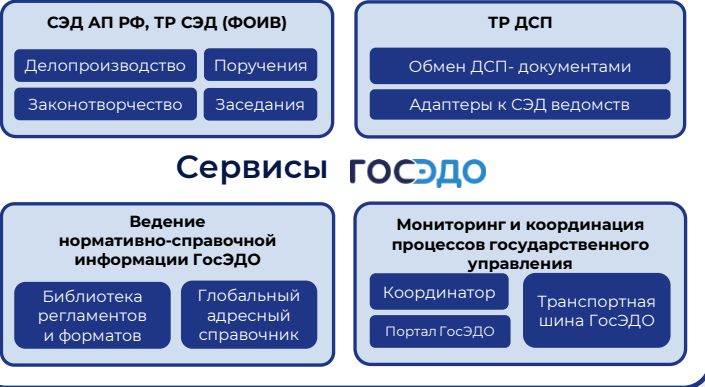 СЭД АП РФ, ТР СЭД (ФОИВ)
Делопроизводство
Поручения
Законотворчество
Заседания
ТР ДСП
Обмен ДСП- документами
Адаптеры к СЭД ведомств
Сервисы ГОСЭДО
Ведение
нормативно-справочной
информации ГосЭДО
Библиотека
регламентов
и форматов
Глобальный
адресный
справочник
Мониторинг и координация
процессов государственного
управления
Координатор
Портал ГосЭДО
Транспортная
шина ГосЭДО